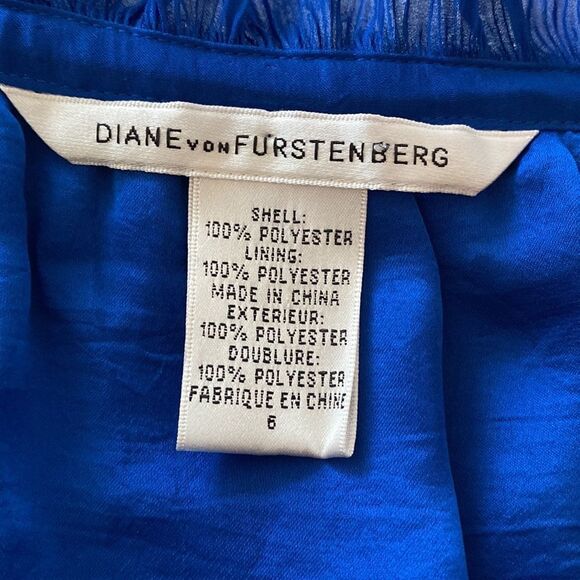 DIANE VON FURSTENBERG
SHELL:
100% POLYESTER
LINING:
100% POLYESTER
MADE IN CHINA
EXTERIEUR:
100% POLYESTER
DOUBLURE:
100% POLYESTER
FABRIQUE EN CHINE
6